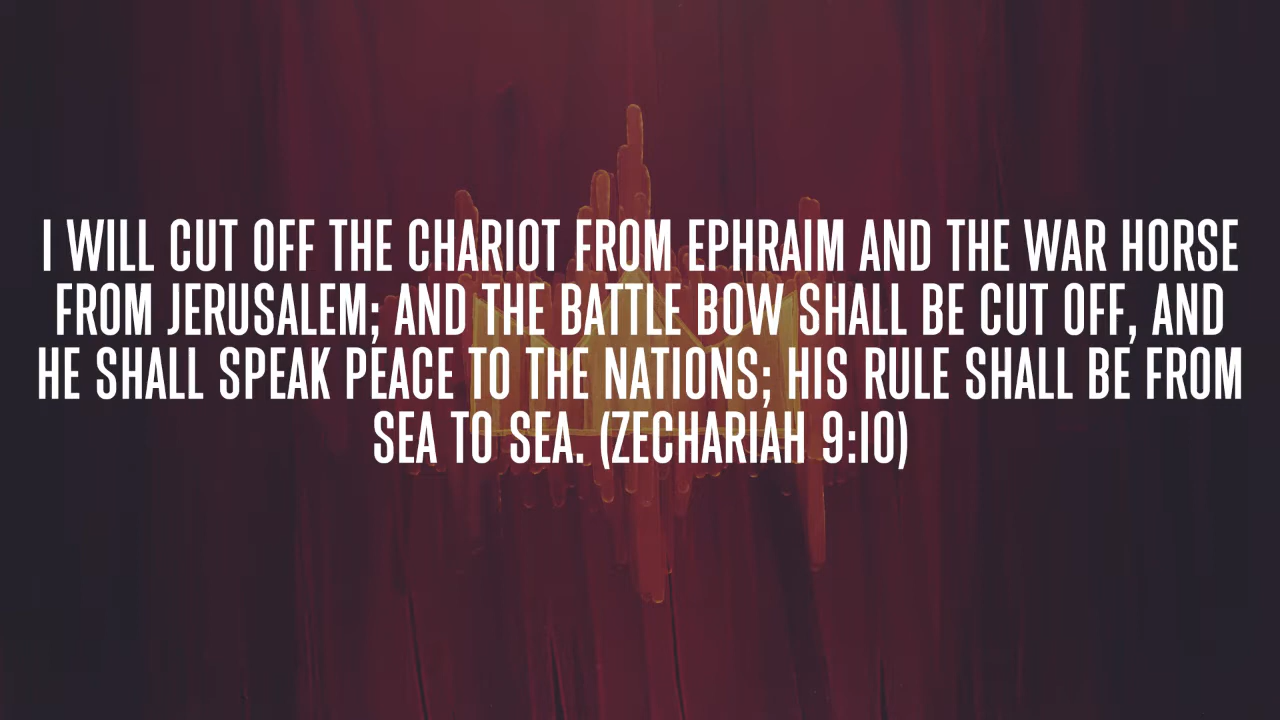 I WILL CUT OFF THE CHARIOT FROM EPHRAIM AND THE WAR HORSE
FROM JERUSALEM; AND THE BATTLE BOW SHALL BE CUT OFF, AND
HE SHALL SPEAK PEACE TO THE NATIONS; HIS RULE SHALL BE FROM
SEA TO SEA. (ZECHARIAH 9:10)